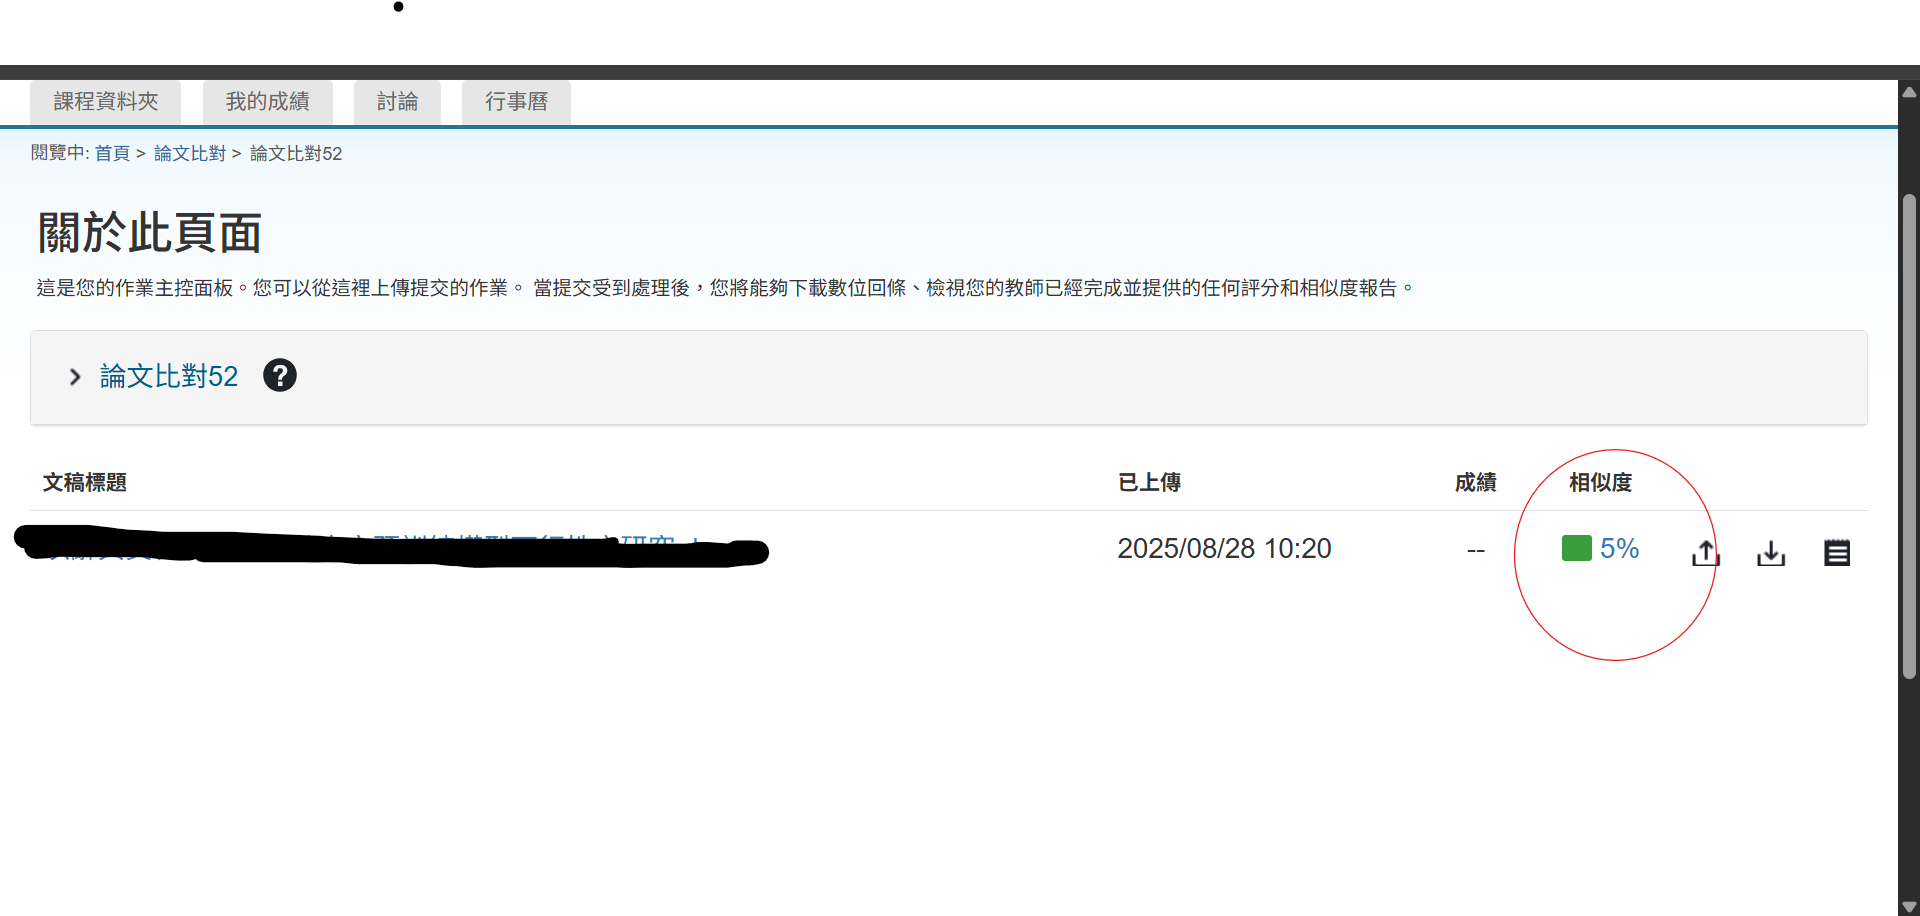 課程資料夾
我的成績
討論
行事曆
閱覽中: 首頁 > 論文比對 > 論文比對52
關於此頁面
這是您的作業主控面板。您可以從這裡上傳提交的作業。 當提交受到處理後，您將能夠下載數位回條、檢視您的教師已經完成並提供的任何評分和相似度報告。
論文比對52 ?
文稿標題 已上傳 成績 相似度
2025/08/28 10:20 -- 5%